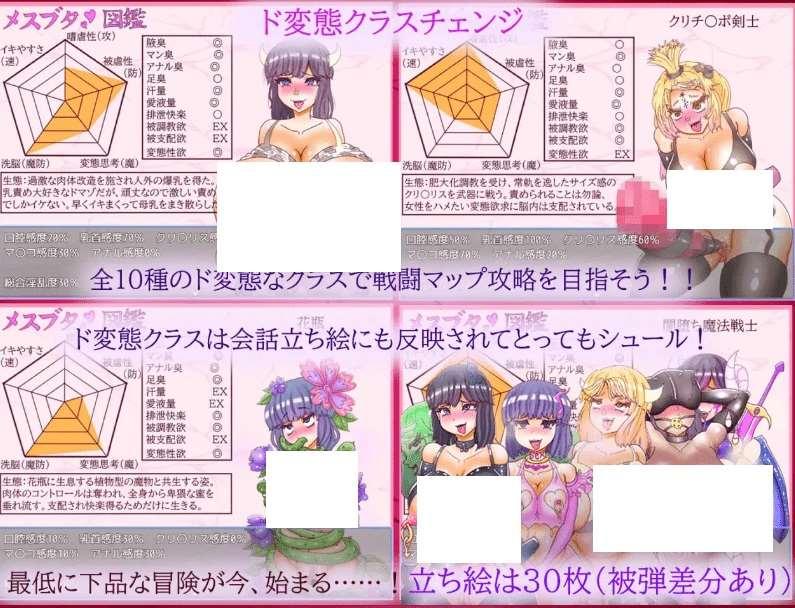 メスブタ図鑑
ド変態クラスチェンジ
クリチ〇ポ剣士
嗜虐性(攻)
イキやすさ
(速)
被虐性
(防)
洗脳(魔防)
変態思考(魔)
腋臭 ◎
マン臭 ◎
アナル臭 ◎
足臭 〇
汗量 ◎
愛液量 ◎
排泄快楽 〇
被調教欲 EX
被支配欲 EX
変態性欲 ◎
生態:過激な肉体改造を施され人外の爆乳を得た。
乳責め大好きなドマゾだが、頑丈なので激しい責め
でしかイケない。早くイキまくって母乳をまき散らした
口腔感度20% 乳首感度70% クリ〇リス感
マ〇コ感度30% アナル感度0%
総合淫乱度30%
イキやすさ
(速)
被虐性
(防)
洗脳(魔防)
変態思考(魔)
腋臭 〇
マン臭 ◎
アナル臭 ◎
足臭 〇
汗量 ◎
愛液量 ◎
排泄快楽 〇
被調教欲 ◎
被支配欲 ◎
変態性欲 EX
生態:肥大化調教を受け、常軌を逸したサイズ感の
クリ〇リスを武器に戦う。責められることは勿論、
女性をハメたい変態欲求に脳内は支配されている。
口腔感度50% 乳首感度100% クリ〇リス感度60%
マ〇コ感度70% アナル感度20%
全10種のド変態なクラスで戦闘マップ攻略を目指そう!!
メスブタ図鑑
花瓶
闇堕ち魔法戦士
ド変態クラスは会話立ち絵にも反映されてとってもシュール!
イキやすさ
(速)
洗脳(魔防)
変態思考(魔)
マン臭
アナル臭 ◎
足臭 ◎
汗量 EX
愛液量 EX
排泄快楽 ◎
被調教欲 ◎
被支配欲 EX
変態性欲 ◎
生態:花瓶に生息する植物型の魔物と共生する姿。
肉体のコントロールは奪われ、全身から卑猥な蜜を
垂れ流す。支配され快楽得るためだけに生きる。
口腔感度10% 乳首感度30% クリ〇リス感度0%
マ〇コ感度10% アナル感度30%
最低に下品な冒険が今、始まる……!
立ち絵は30枚(被弾差分あり)